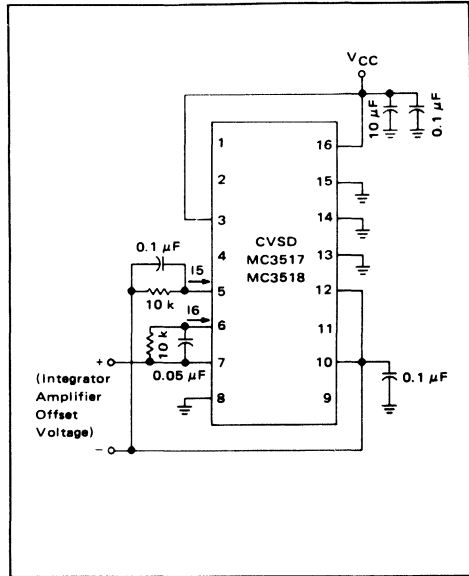 VCC
10 µF
0.1 µF
1
16
2
15
3
14
CVSD
MC3517
MC3518
4
13
0.1 µF
I5
5
12
10 k
I6
6
11
10 k
+
7
10
0.05 µF
0.1 µF
(Integrator
Amplifier
Offset
Voltage)
8
9
–